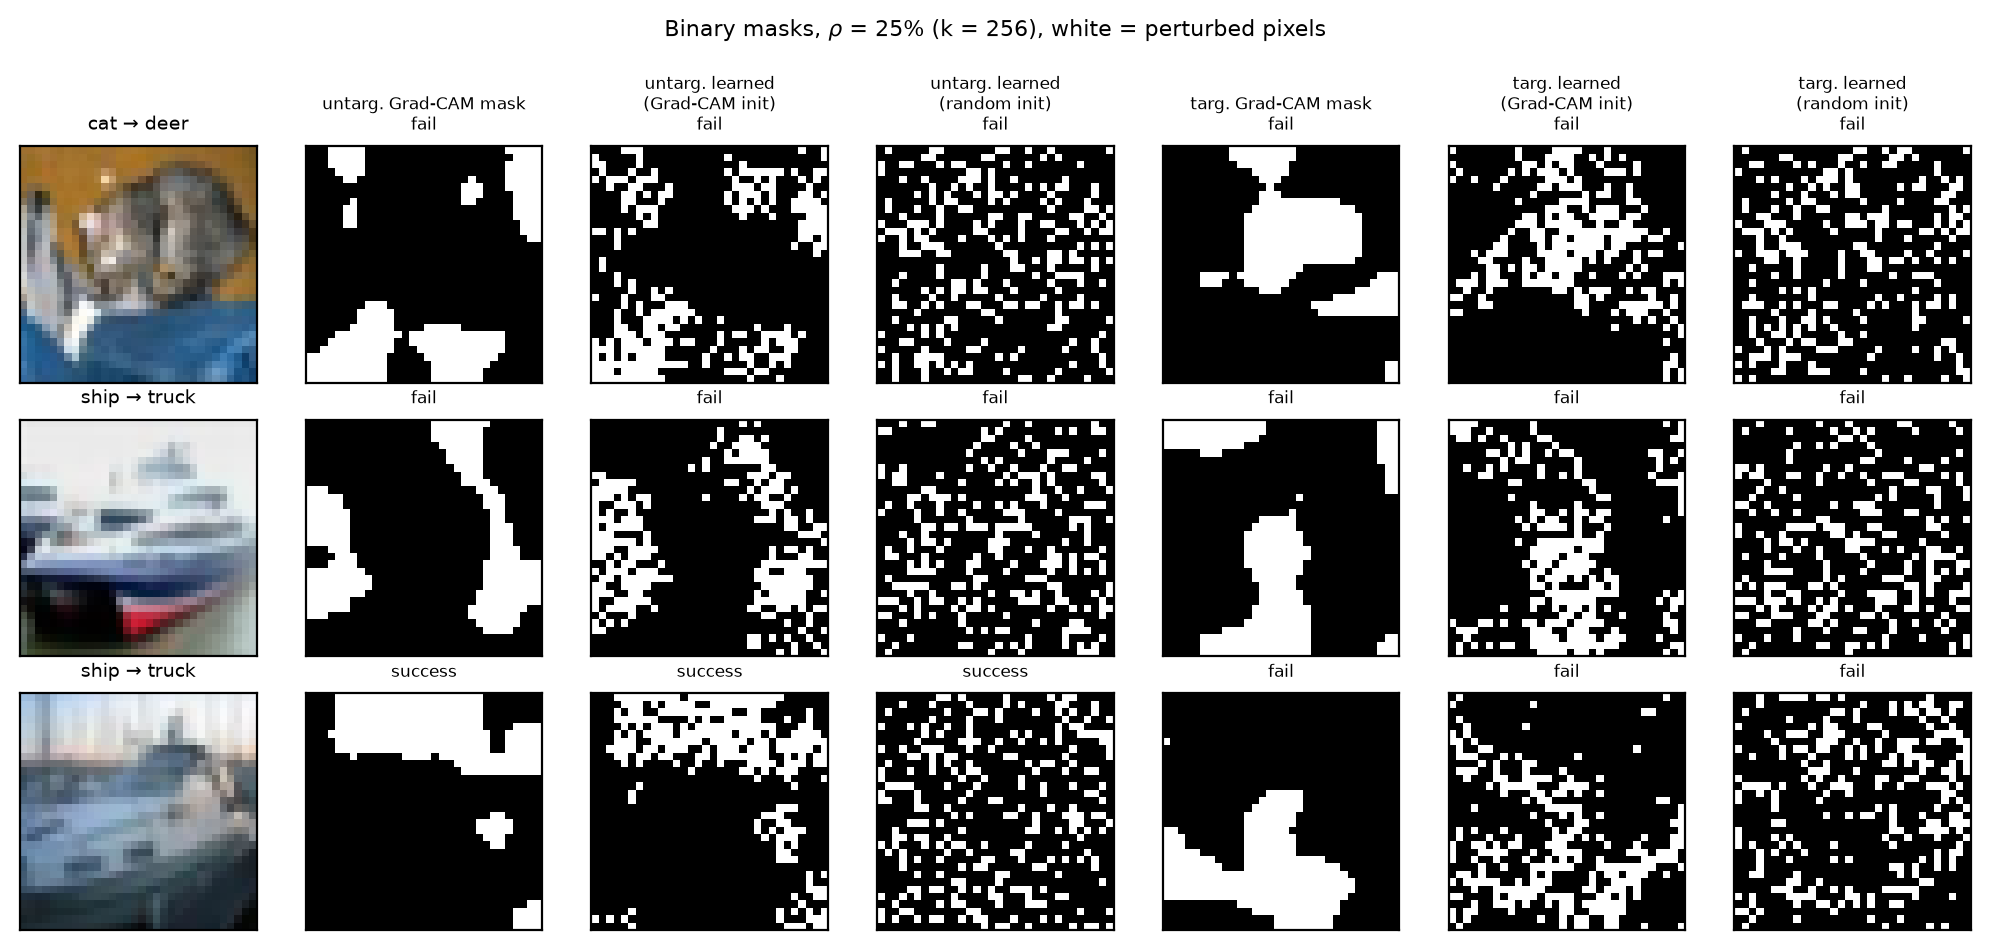 Binary masks, ρ = 25% (k = 256), white = perturbed pixels
cat → deer
untarg. Grad-CAM mask
fail
untarg. learned
(Grad-CAM init)
fail
untarg. learned
(random init)
fail
targ. Grad-CAM mask
fail
targ. learned
(Grad-CAM init)
fail
targ. learned
(random init)
fail
ship → truck
fail
fail
fail
fail
fail
fail
ship → truck
success
success
success
fail
fail
fail